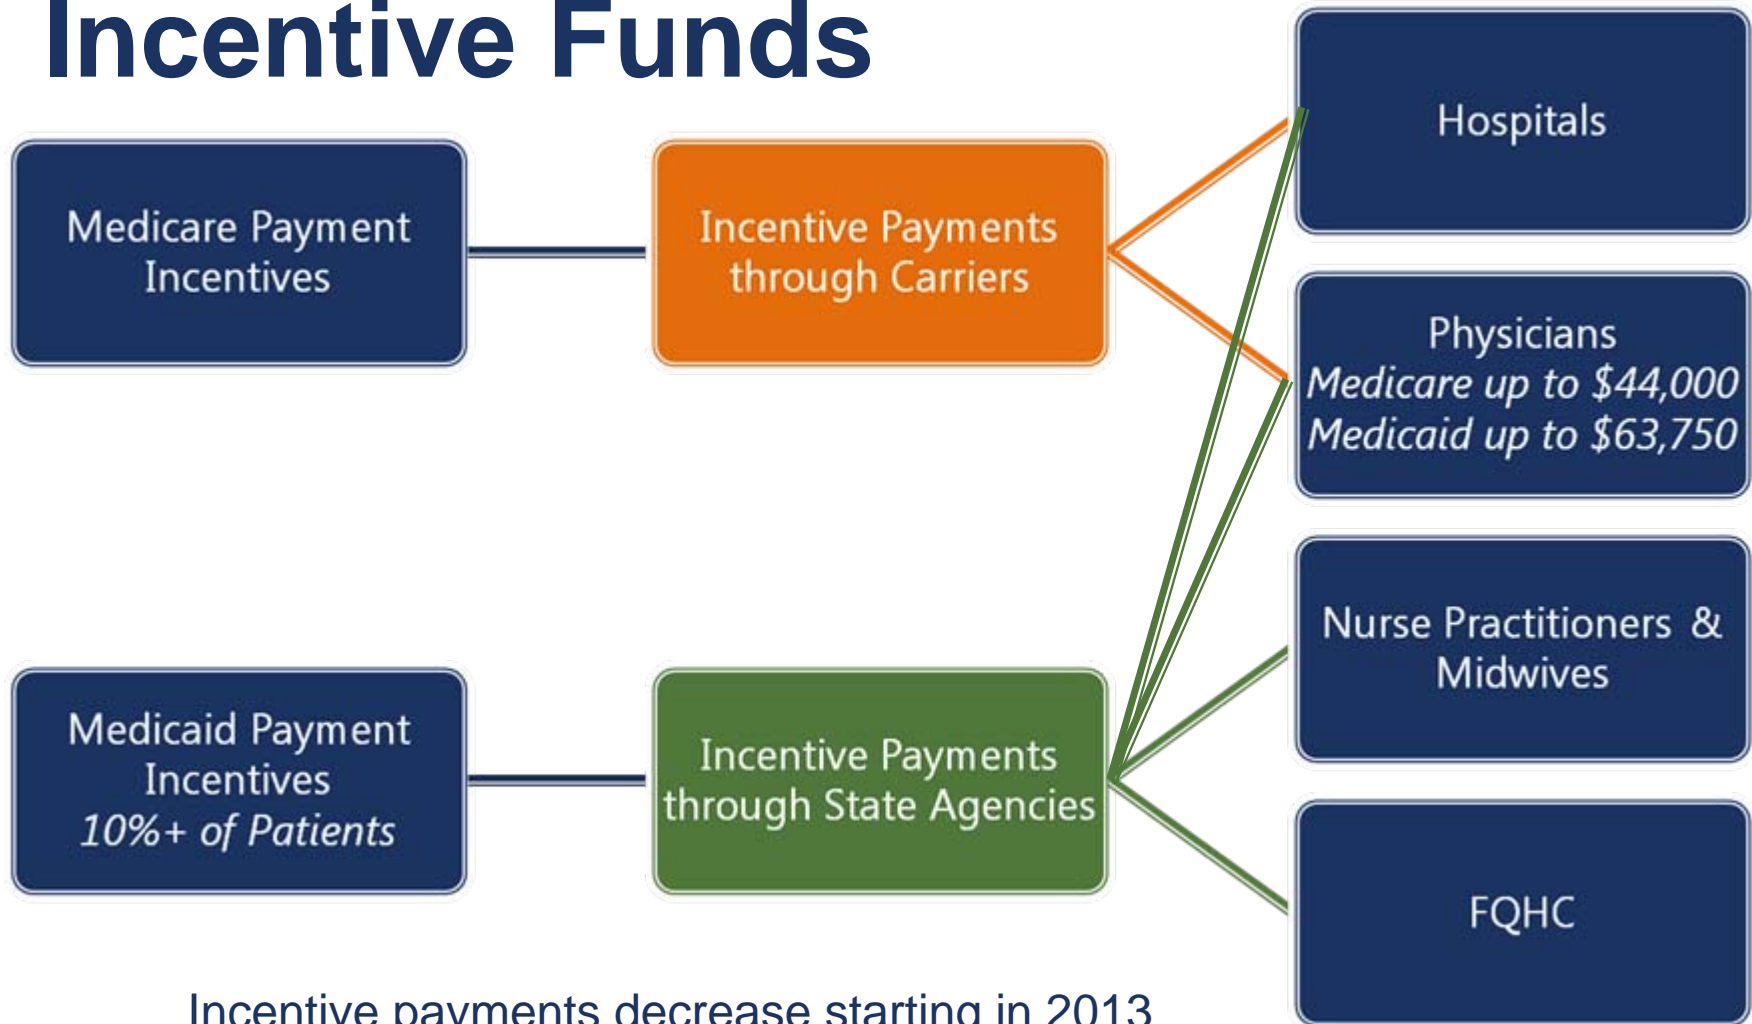 Incentive Funds
Medicare Payment
Incentives
Incentive Payments
through Carriers
Hospitals
Physicians
Medicare up to $44,000
Medicaid up to $63,750
Nurse Practitioners &
Midwives
Medicaid Payment
Incentives
10%+ of Patients
Incentive Payments
through State Agencies
FQHC
Incentive payments decrease starting in 2013